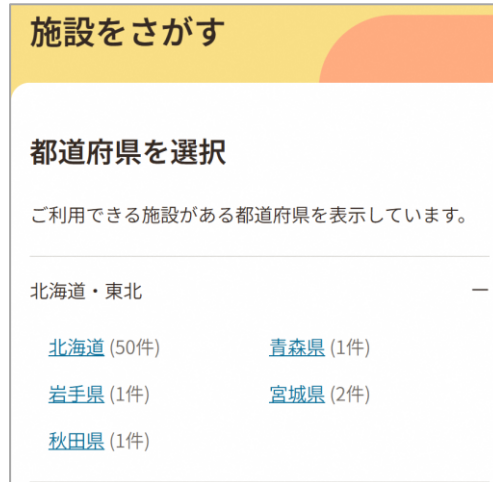 施設をさがす
都道府県を選択
ご利用できる施設がある都道府県を表示しています。
北海道・東北
北海道 (50件) 青森県 (1件)
岩手県 (1件) 宮城県 (2件)
秋田県 (1件)